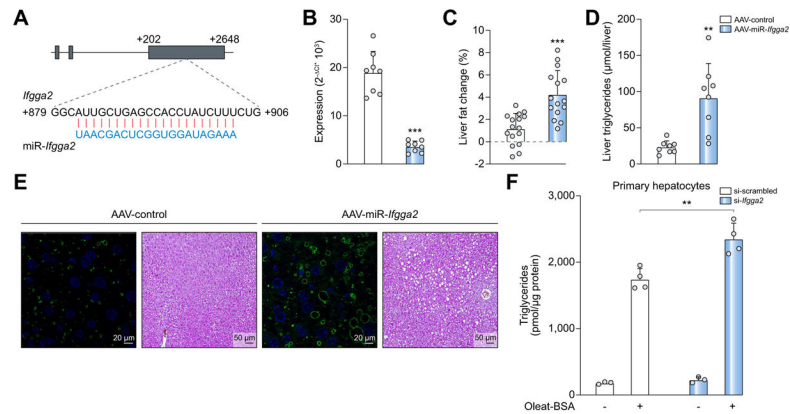 A
+202
+2648
Ifgga2
+879 GGCAUUGCUGAGCCACCUAUCUUUCUG +906
UAACGACUCGGUGGAUAGAAA
miR-Ifgga2
B
Expression (2^-ΔCt* 10^3)
30
20
10
0
***
C
Liver fat change (%)
10
8
6
4
2
0
-2
***
D
AAV-control
AAV-miR-Ifgga2
Liver triglycerides (μmol/liver)
200
150
100
50
0
**
E
AAV-control
AAV-miR-Ifgga2
20 μm
50 μm
20 μm
50 μm
F
Primary hepatocytes
si-scrambled
si-Ifgga2
Triglycerides
(pmol/μg protein)
3,000
2,000
1,000
0
**
Oleat-BSA - + - +